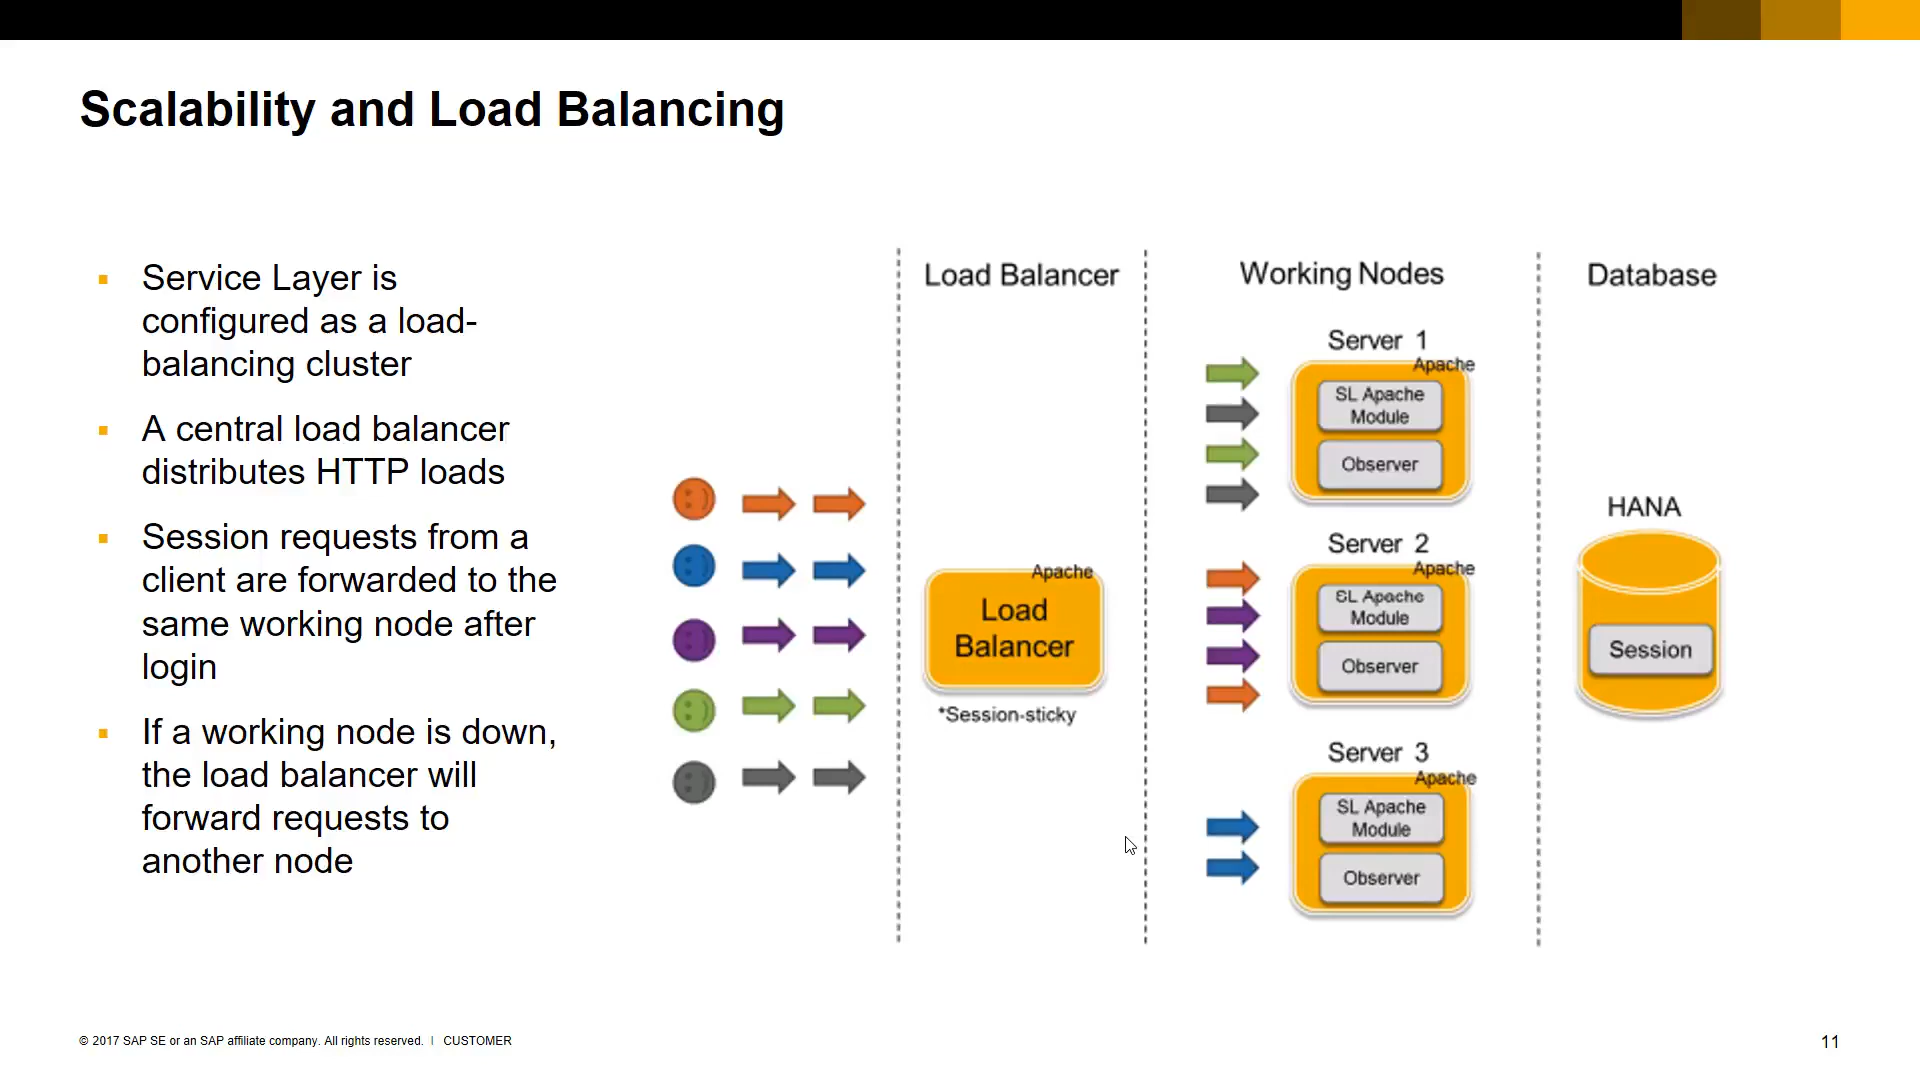 Scalability and Load Balancing
Service Layer is
configured as a load-
balancing cluster
A central load balancer
distributes HTTP loads
Session requests from a
client are forwarded to the
same working node after
login
If a working node is down,
the load balancer will
forward requests to
another node
Load Balancer
Apache
Load
Balancer
*Session-sticky
Working Nodes
Server 1
Apache
SL Apache
Module
Observer
Server 2
Apache
SL Apache
Module
Observer
Server 3
Apache
SL Apache
Module
Observer
Database
HANA
Session
© 2017 SAP SE or an SAP affiliate company. All rights reserved. | CUSTOMER
11